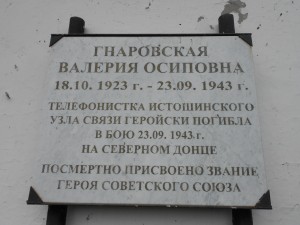 ГНАРОВСКАЯ
ВАЛЕРИЯ ОСИПОВНА
18.10. 1923 г. - 23.09. 1943 г.
ТЕЛЕФОНИСТКА ИСТОШИНСКОГО
УЗЛА СВЯЗИ ГЕРОЙСКИ ПОГИБЛА
В БОЮ 23.09.1943 г.
НА СЕВЕРНОМ ДОНЦЕ
ПОСМЕРТНО ПРИСВОЕНО ЗВАНИЕ
ГЕРОЯ СОВЕТСКОГО СОЮЗА